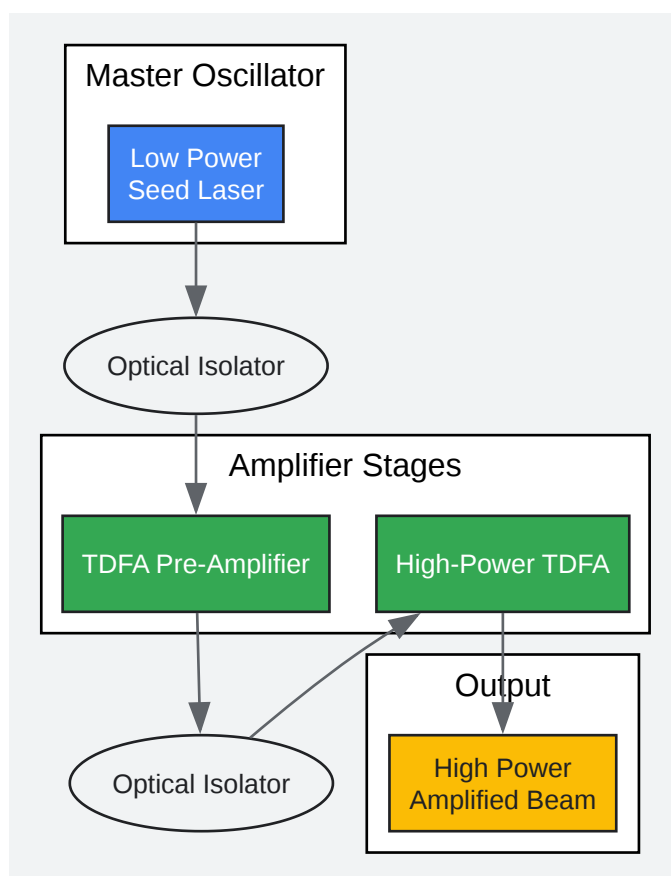 Master Oscillator
Low Power
Seed Laser
Optical Isolator
Amplifier Stages
TDFA Pre-Amplifier
High-Power TDFA
Optical Isolator
Output
High Power
Amplified Beam